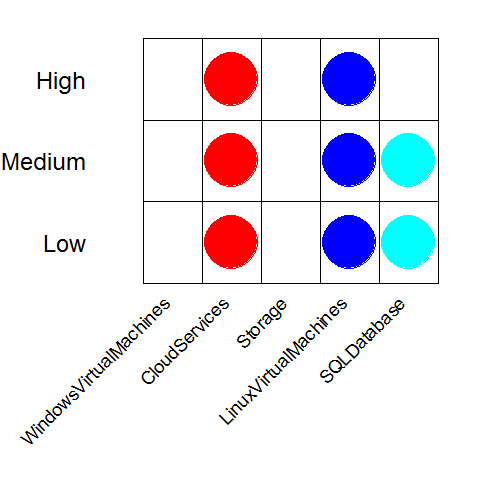 High
Medium
Low
WindowsVirtualMachines
CloudServices
Storage
LinuxVirtualMachines
SQLDatabase